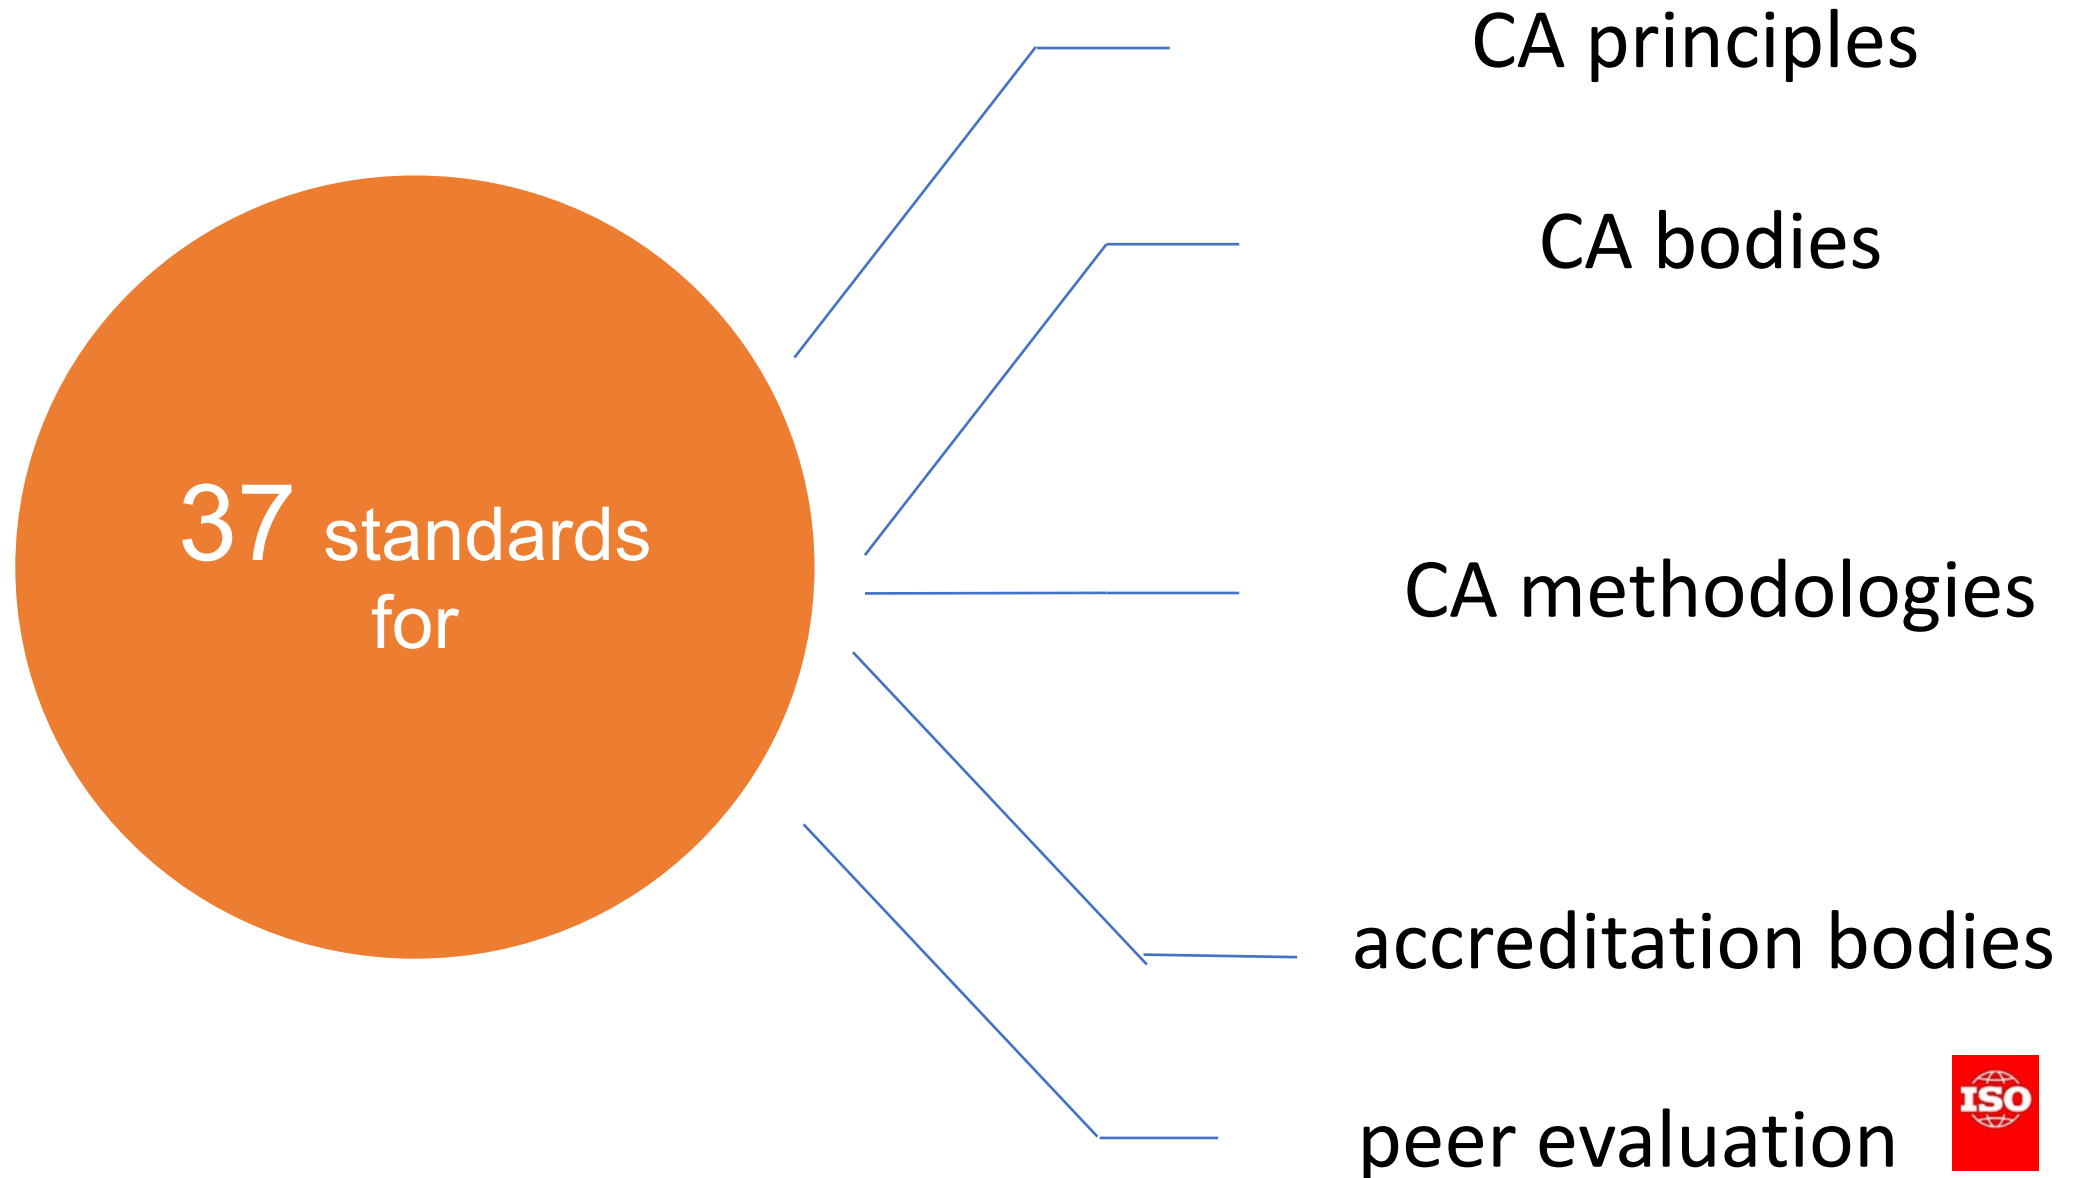 37 standards
for
CA principles
CA bodies
CA methodologies
accreditation bodies
peer evaluation
ISO